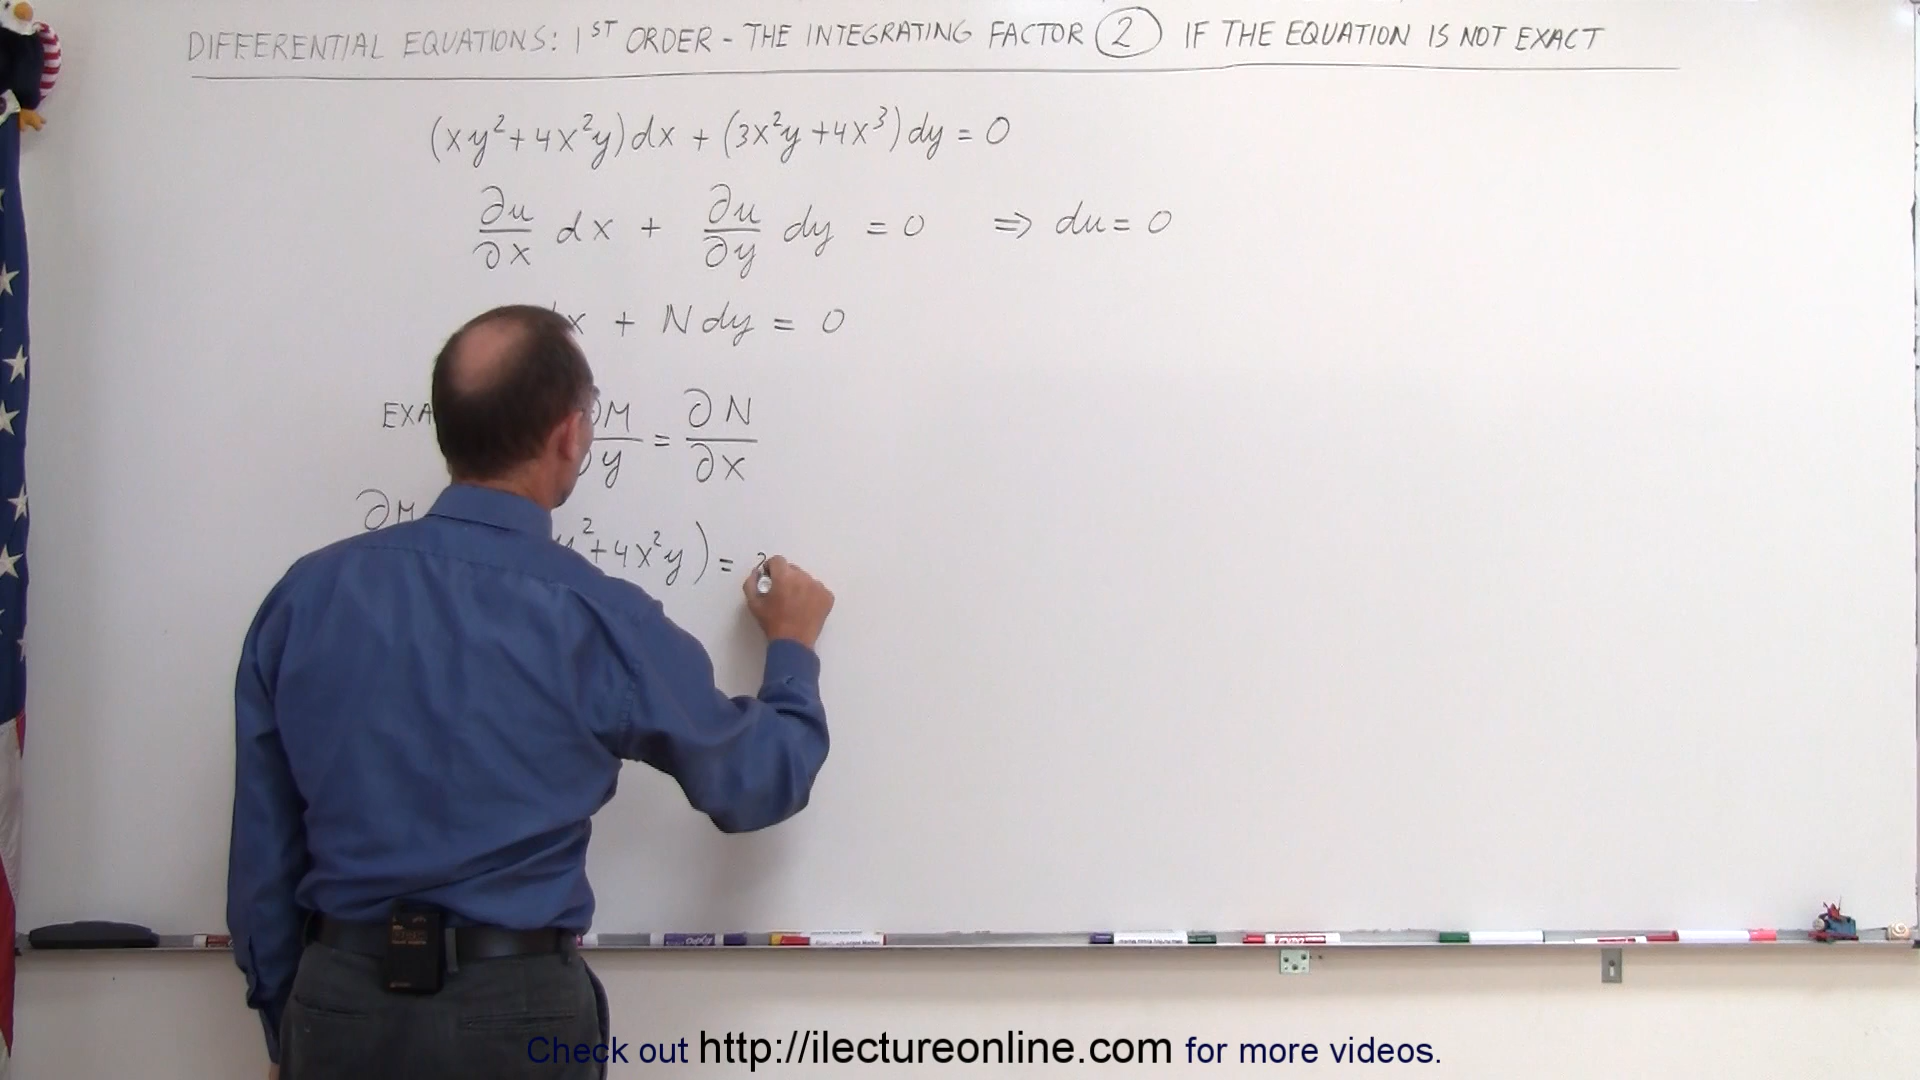 DIFFERENTIAL EQUATIONS: 1ST ORDER - THE INTEGRATING FACTOR 2 IF THE EQUATION IS NOT EXACT
(xy²+4x²y)dx + (3x²y+4x³)dy = 0
∂u/∂x dx + ∂u/∂y dy = 0 ⇒ du = 0
x + N dy = 0
EXA ∂M/∂y = ∂N/∂x
∂M y²+4x²y) =
Check out http://ilectureonline.com for more videos.